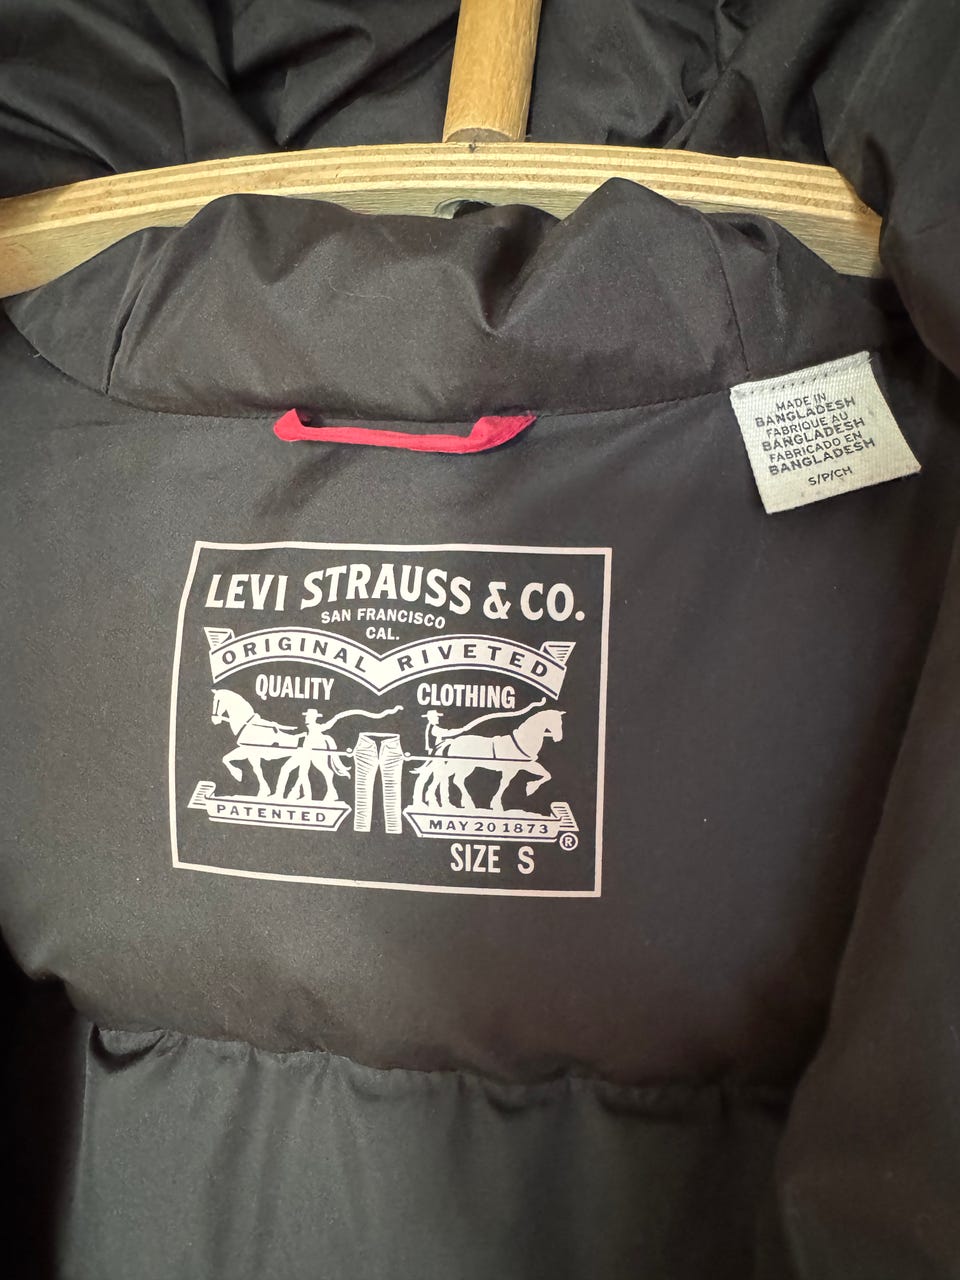 MADE IN
BANGLADESH
FABRIQUE AU
BANGLADESH
FABRICADO EN
BANGLADESH
S/P/CH
LEVI STRAUSS & CO.
SAN FRANCISCO
CAL.
ORIGINAL RIVETED
QUALITY CLOTHING
PATENTED MAY 20 1873
®
SIZE S